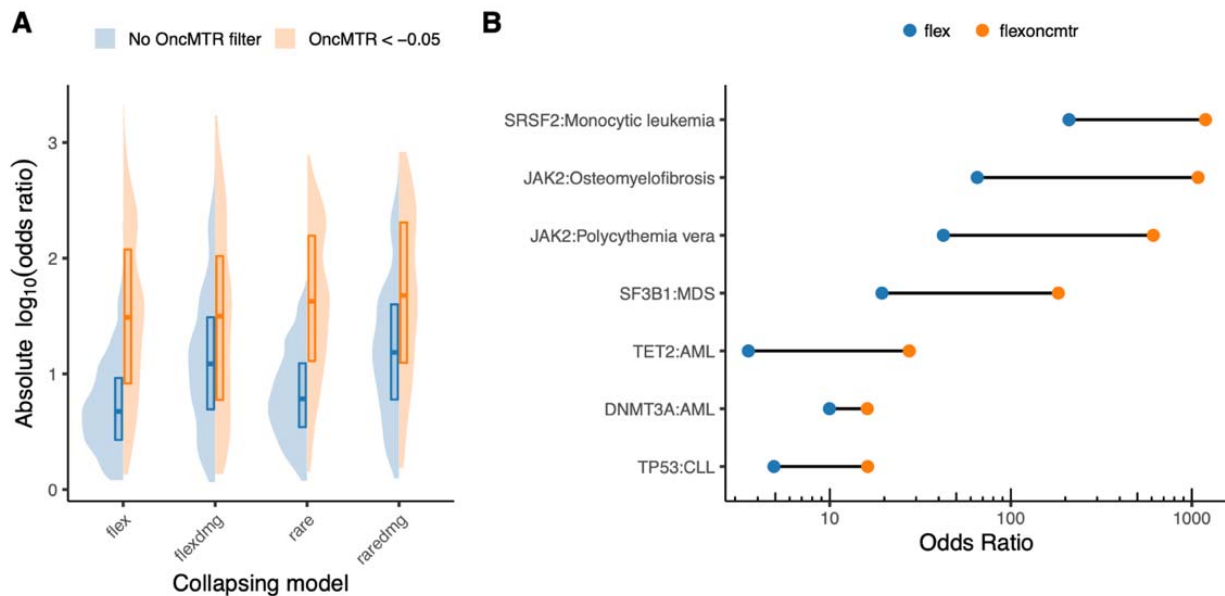 A
No OncMTR filter
OncMTR < −0.05
Absolute log10(odds ratio)
3
2
1
0
flex
flexdmg
rare
raredmg
Collapsing model
B
flex
flexoncmtr
SRSF2:Monocytic leukemia
JAK2:Osteomyelofibrosis
JAK2:Polycythemia vera
SF3B1:MDS
TET2:AML
DNMT3A:AML
TP53:CLL
10
100
1000
Odds Ratio